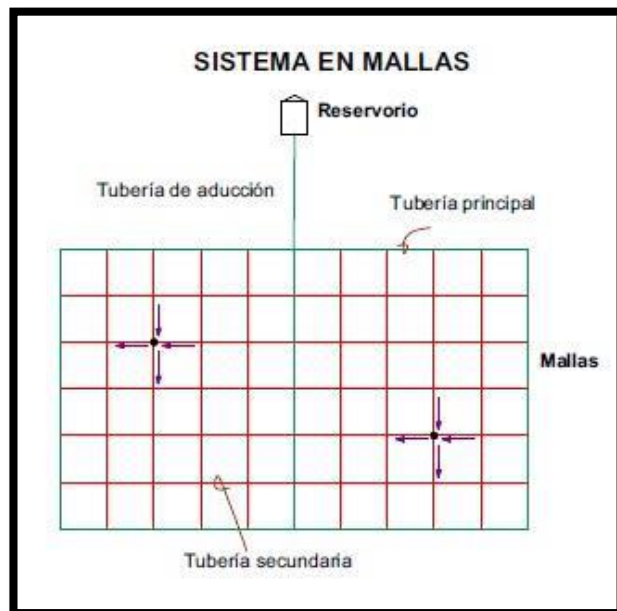 SISTEMA EN MALLAS
Reservorio
Tubería de aducción
Tubería principal
Mallas
Tubería secundaria